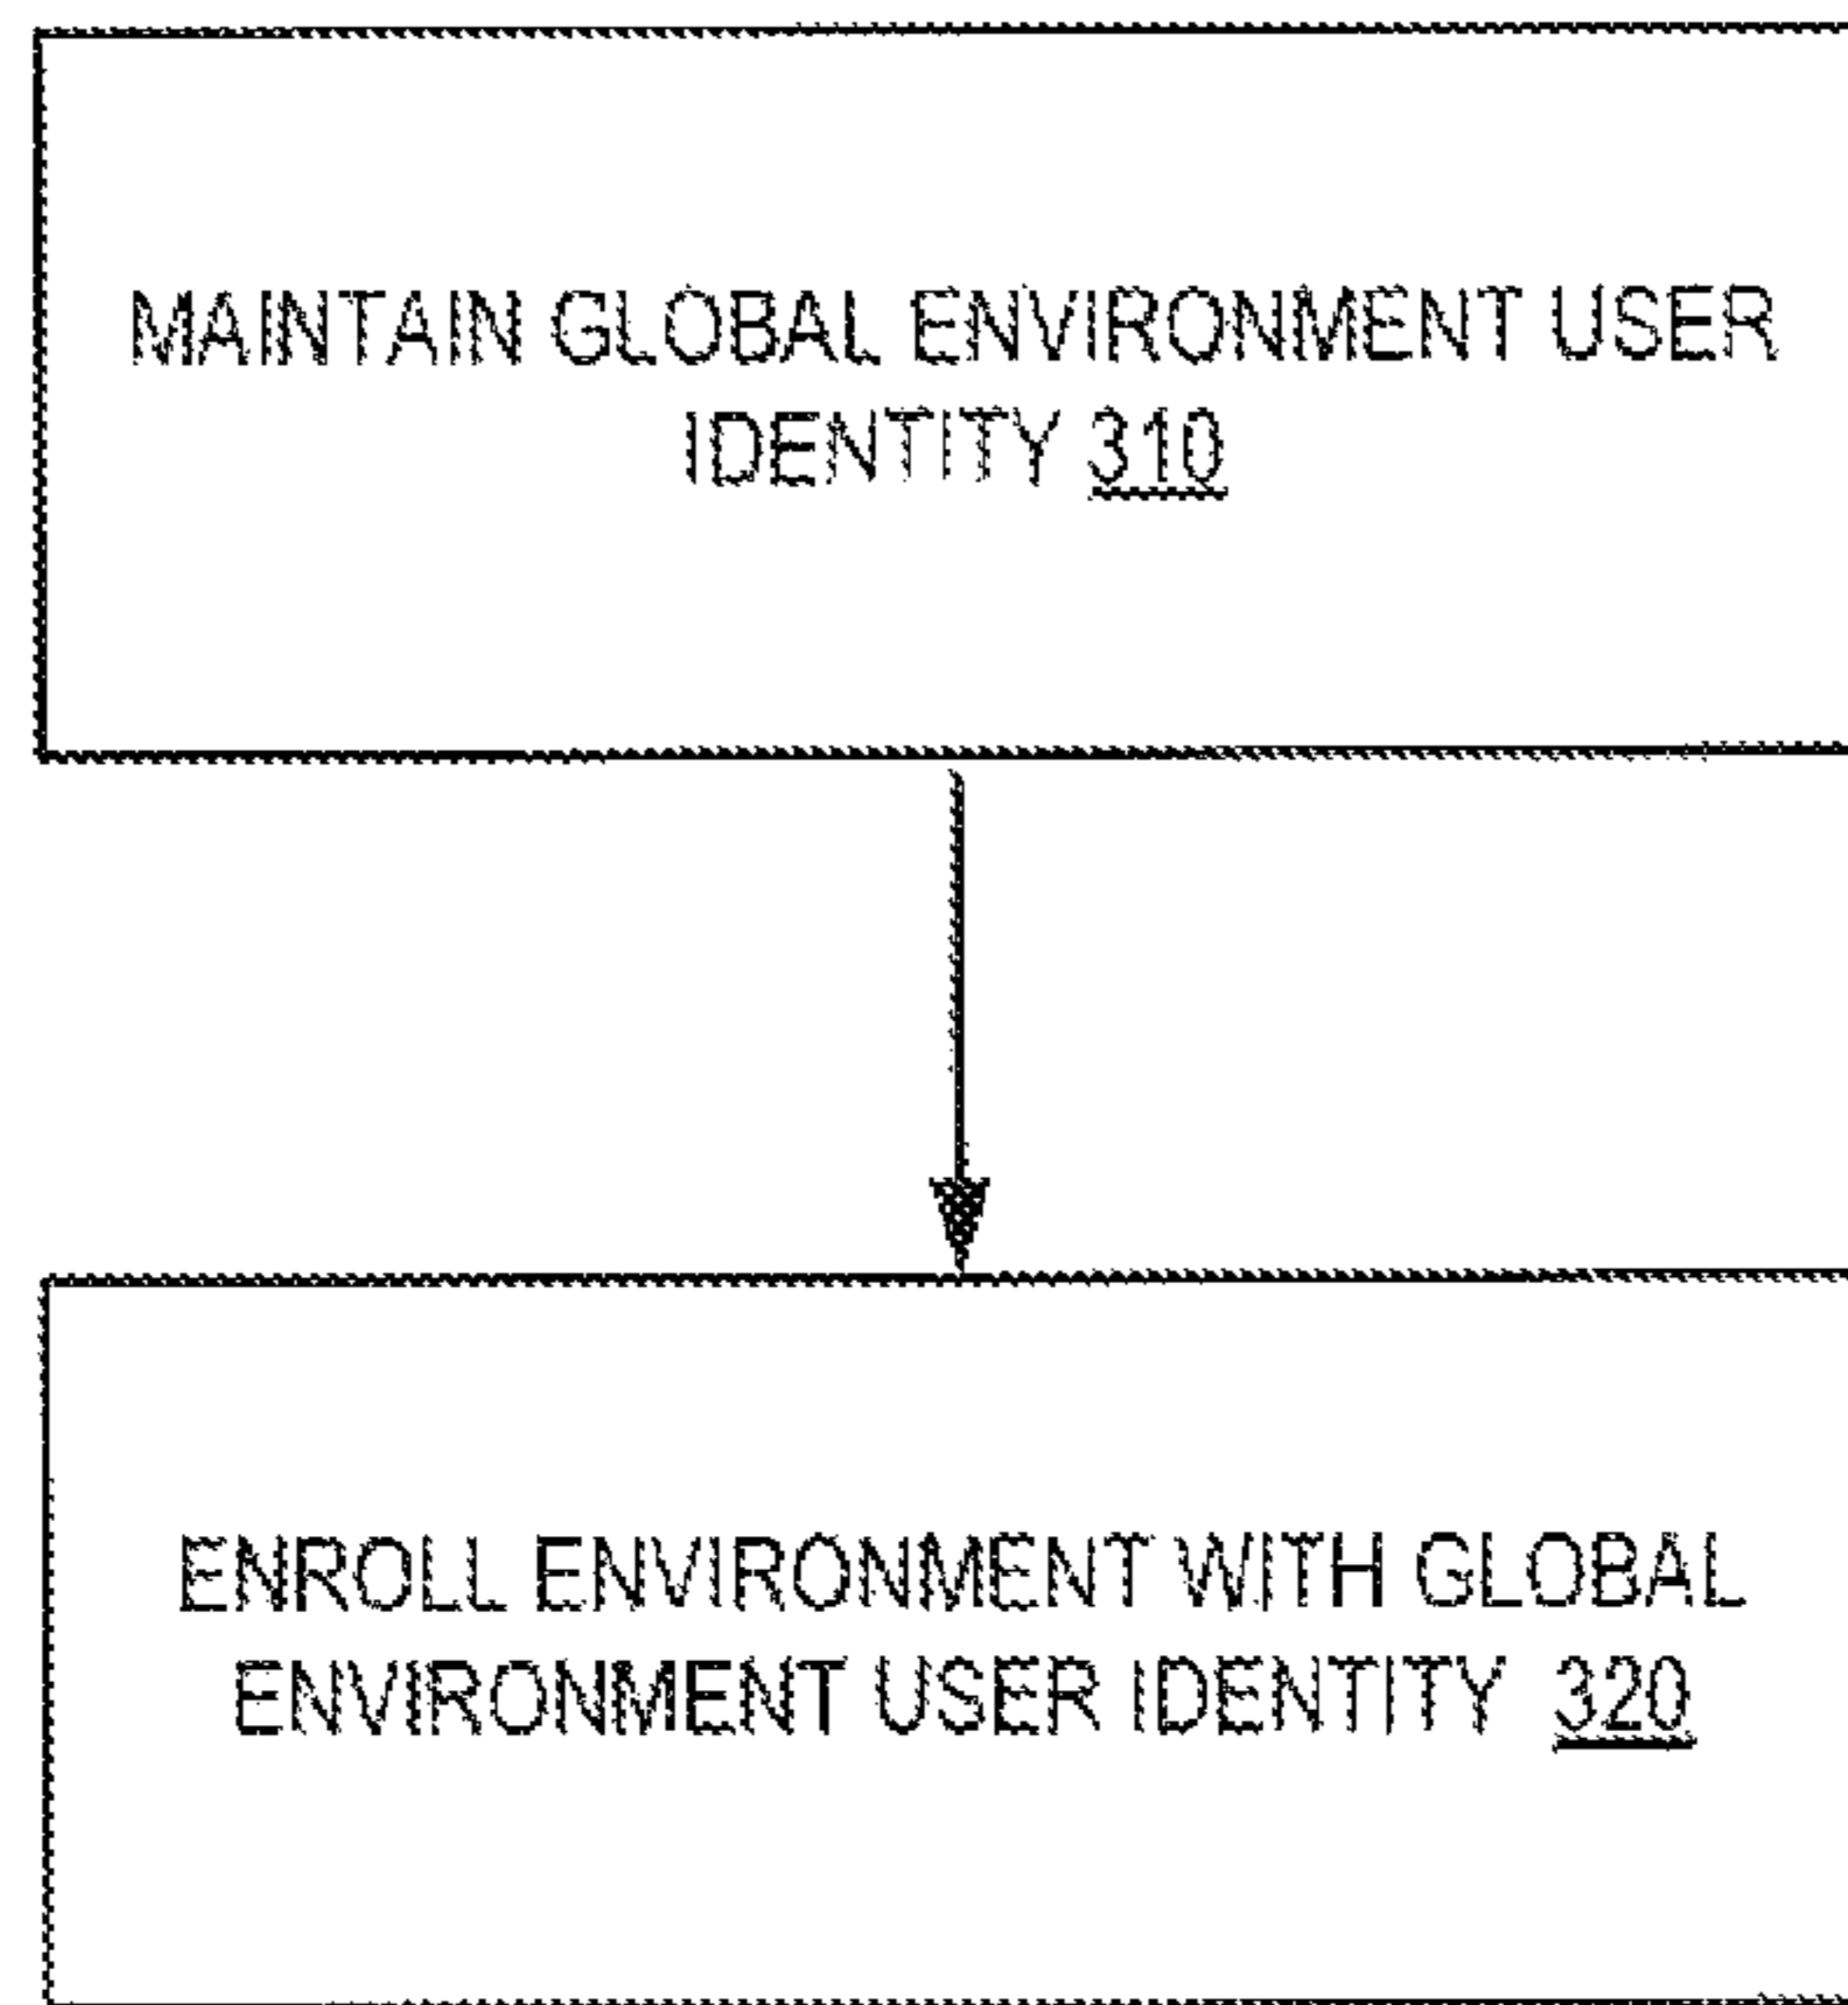 MAINTAIN GLOBAL ENVIRONMENT USER
IDENTITY 310
ENROLL ENVIRONMENT WITH GLOBAL
ENVIRONMENT USER IDENTITY 320